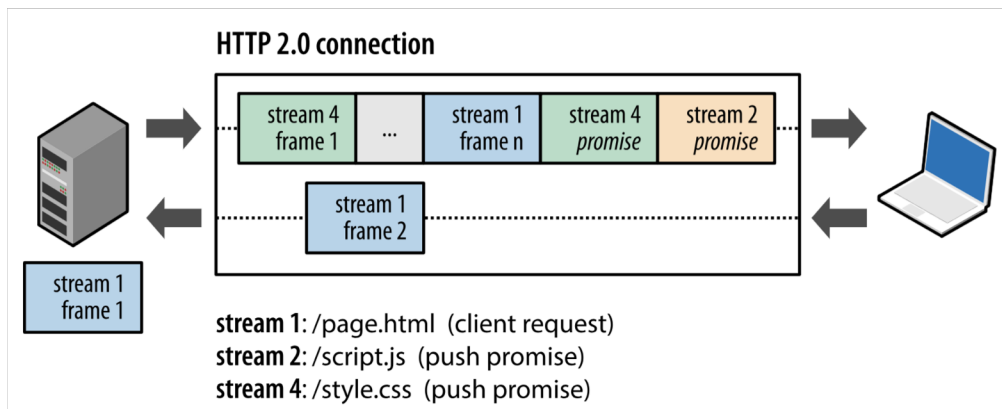 HTTP 2.0 connection
stream 4
frame 1
...
stream 1
frame n
stream 4
promise
stream 2
promise
stream 1
frame 2
stream 1
frame 1
stream 1: /page.html (client request)
stream 2: /script.js (push promise)
stream 4: /style.css (push promise)